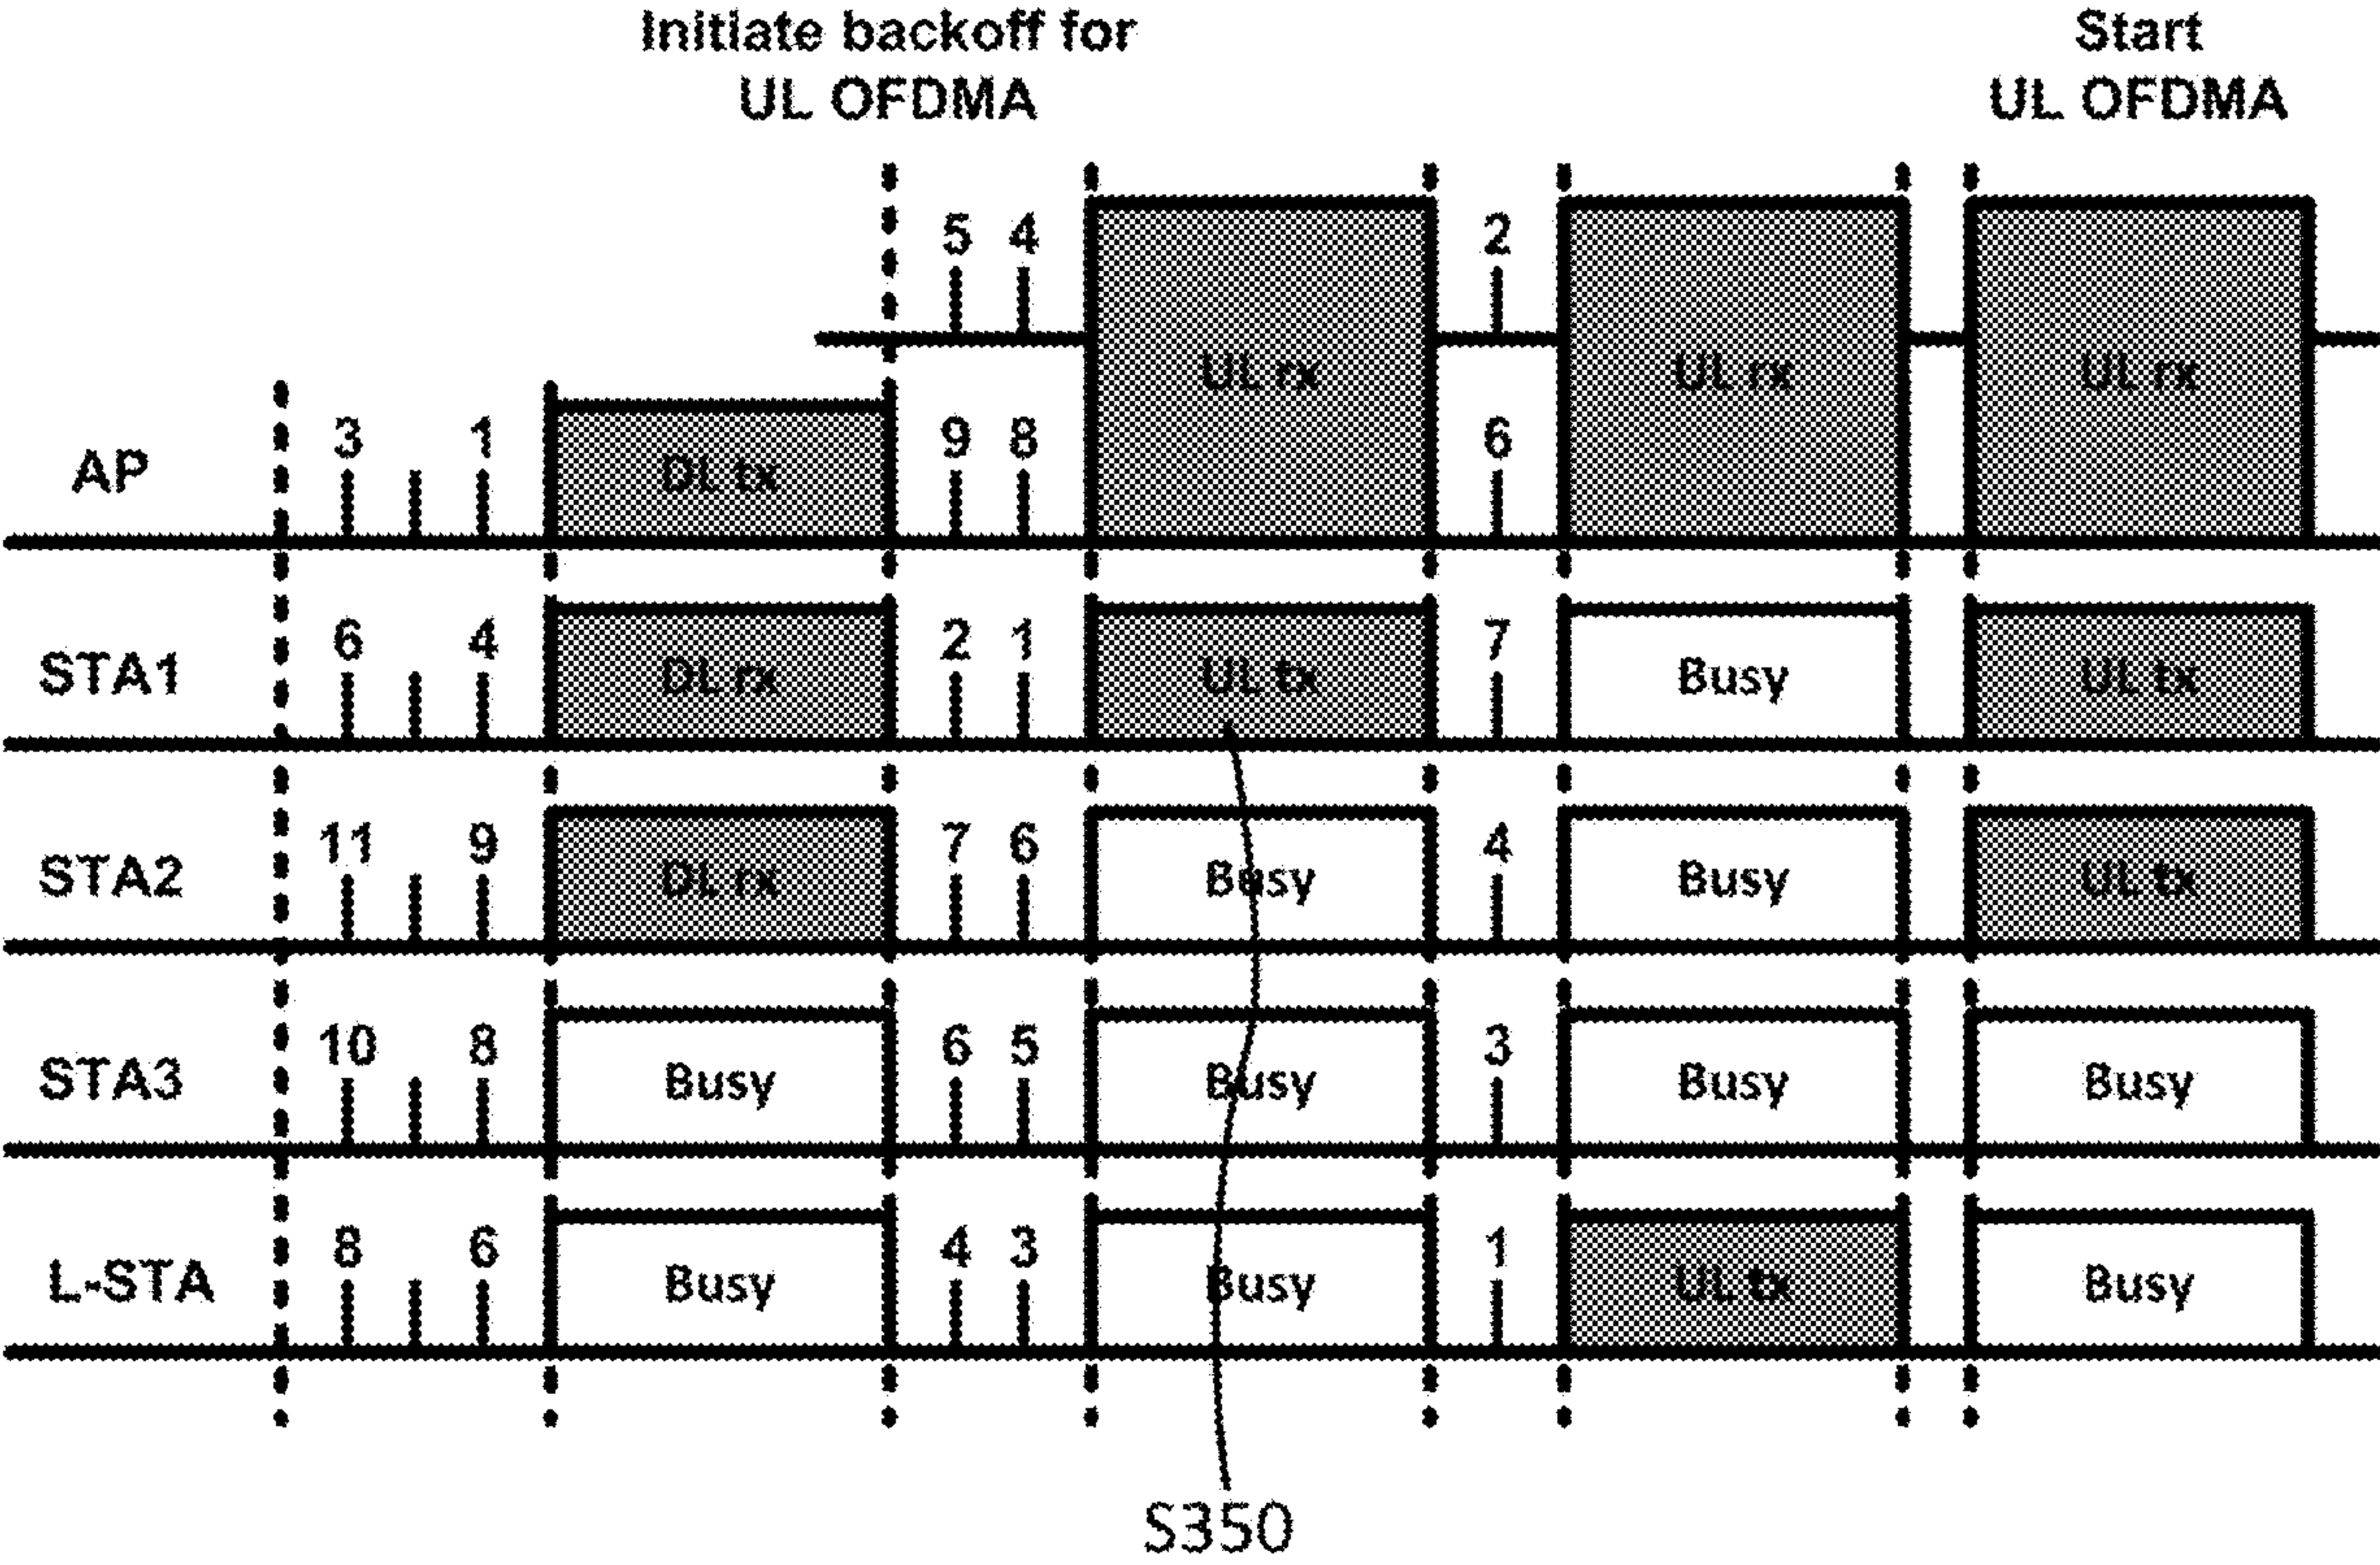 Initiate backoff for
UL OFDMA
Start
UL OFDMA
5 4 2
UL rx UL rx UL rx
AP 3 1 DL tx 9 8 6
STA1 6 4 DL rx 2 1 UL tx 7 Busy UL tx
STA2 11 9 DL rx 7 6 Busy 4 Busy UL tx
STA3 10 8 Busy 6 5 Busy 3 Busy Busy
L-STA 8 6 Busy 4 3 Busy 1 UL tx Busy
S350